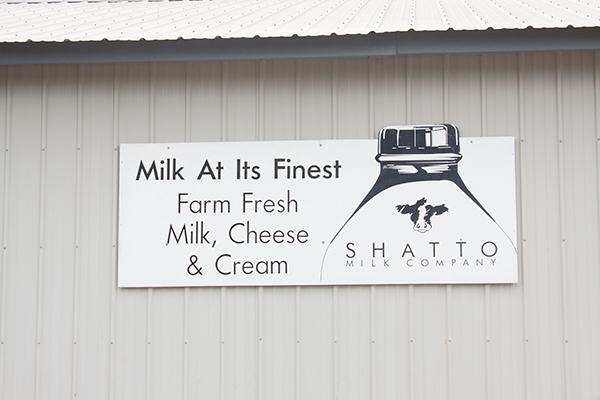 Milk At Its Finest
Farm Fresh
Milk, Cheese
& Cream
SHATTO
MILK COMPANY